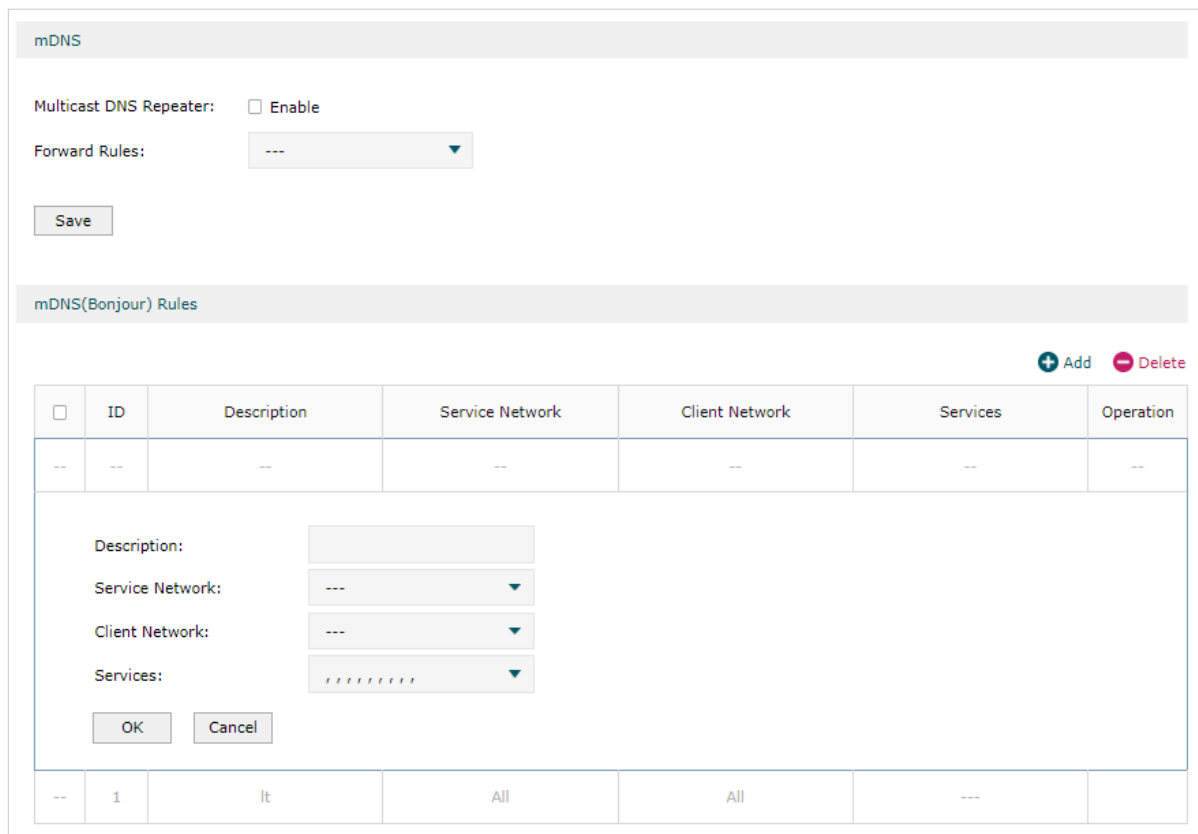 mDNS
Multicast DNS Repeater: Enable
Forward Rules: ---
Save
mDNS(Bonjour) Rules
Add Delete
ID Description Service Network Client Network Services Operation
-- -- -- -- -- -- --
Description:
Service Network: ---
Client Network: ---
Services: , , , , , , , , ,
OK Cancel
-- 1 lt All All ---